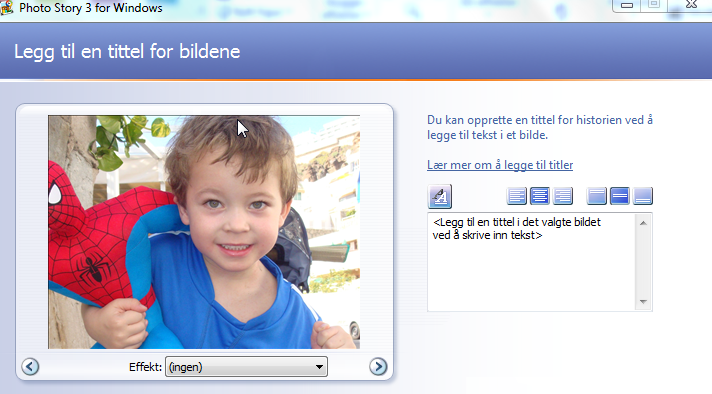 Photo Story 3 for Windows
Legg til en tittel for bildene
Du kan opprette en tittel for historien ved å
legge til tekst i et bilde.
Lær mer om å legge til titler
A
<Legg til en tittel i det valgte bildet
ved å skrive inn tekst>
Effekt: (ingen)